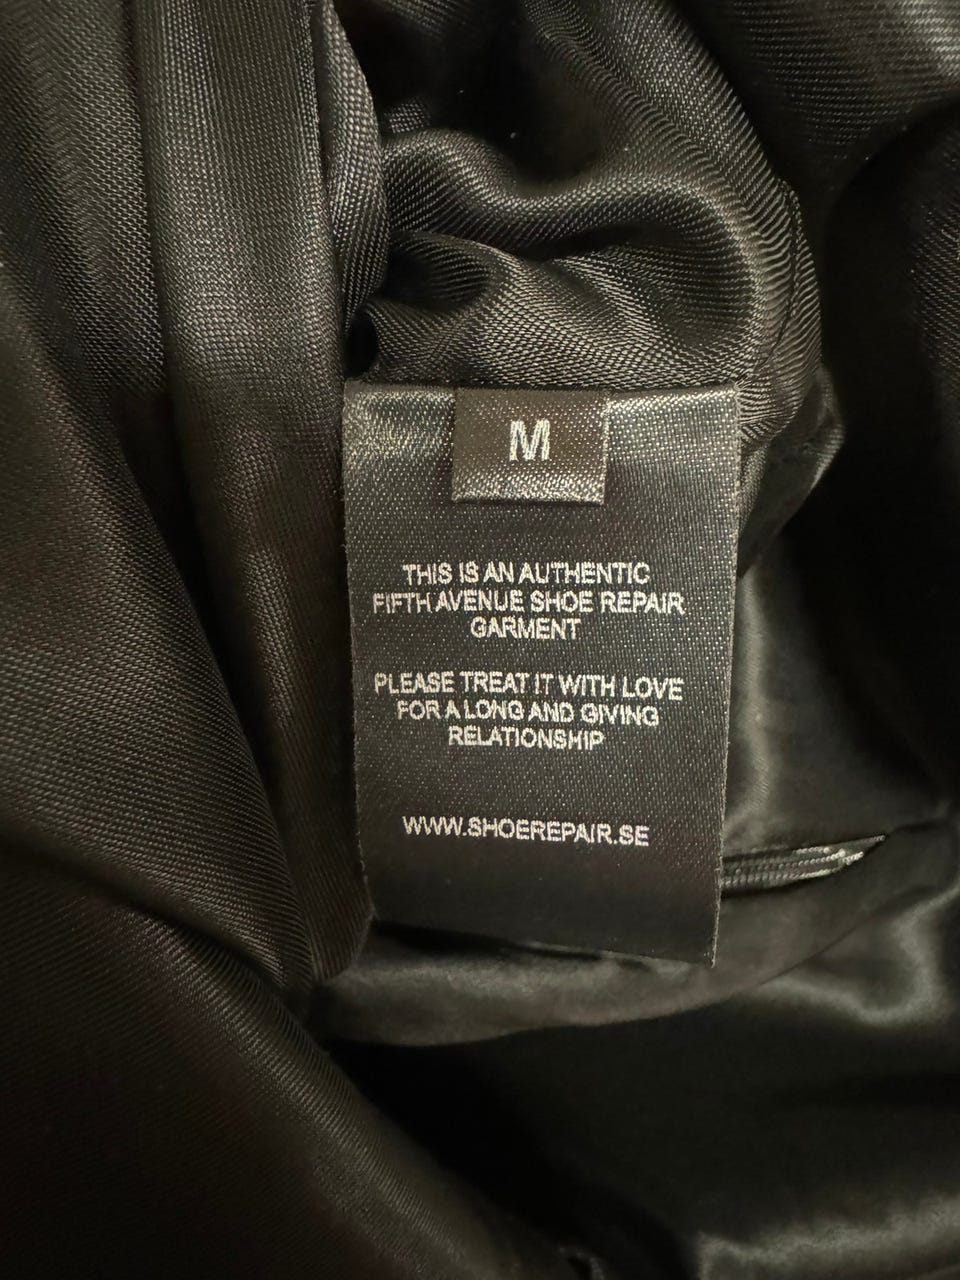 M
THIS IS AN AUTHENTIC
FIFTH AVENUE SHOE REPAIR
GARMENT
PLEASE TREAT IT WITH LOVE
FOR A LONG AND GIVING
RELATIONSHIP
WWW.SHOEREPAIR.SE